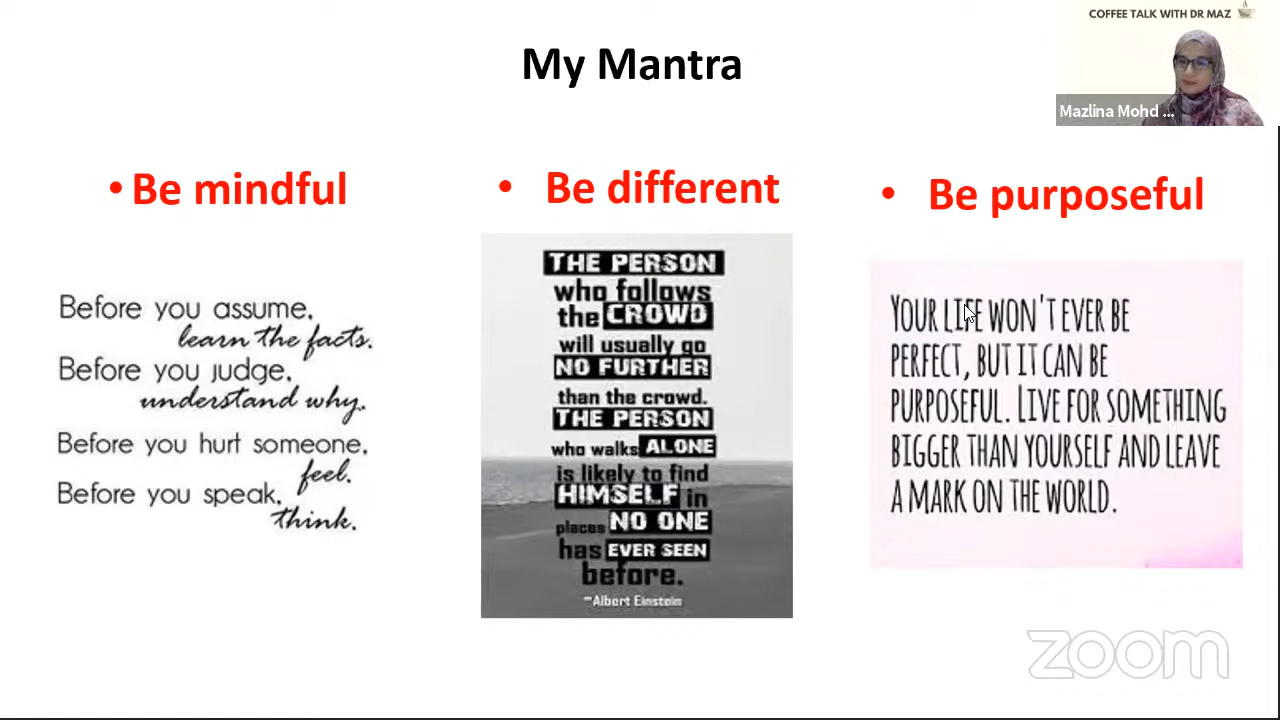 COFFEE TALK WITH DR MAZ
My Mantra
Mazlina Mohd ...
• Be mindful
Before you assume,
learn the facts.
Before you judge,
understand why.
Before you hurt someone,
feel.
Before you speak,
think.
• Be different
THE PERSON
who follows
the CROWD
will usually go
NO FURTHER
than the crowd.
THE PERSON
who walks ALONE
is likely to find
HIMSELF in
places NO ONE
has EVER SEEN
before.
~Albert Einstein
• Be purposeful
YOUR LIFE WON'T EVER BE
PERFECT, BUT IT CAN BE
PURPOSEFUL. LIVE FOR SOMETHING
BIGGER THAN YOURSELF AND LEAVE
A MARK ON THE WORLD.
zoom